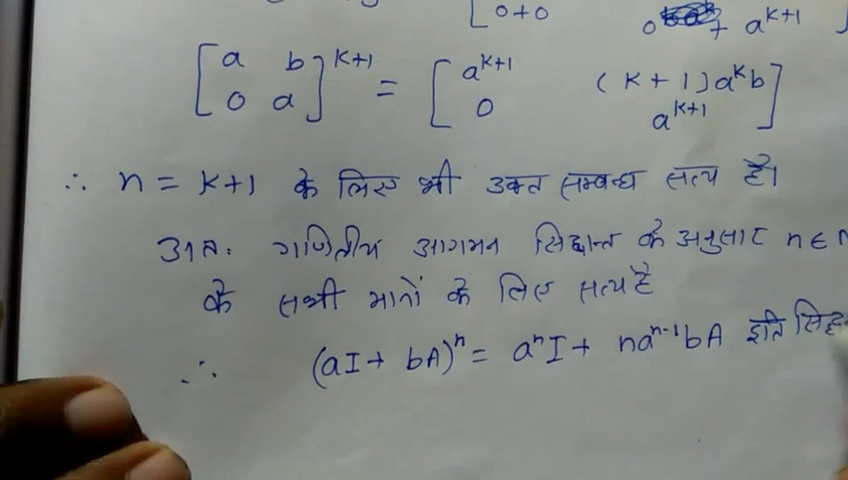 [0+0 0 + a^{k+1}]
[a b 0 a]^{k+1} = [a^{k+1} (k+1)a^k b 0 a^{k+1}]
∴ n = k+1 के लिए भी उक्त सम्बन्ध सत्य है।
अतः गणितीय आगमन सिद्धान्त के अनुसार n ∈ N
के सभी मानों के लिए सत्य है
∴ (aI + bA)^n = a^n I + na^{n-1} bA इति